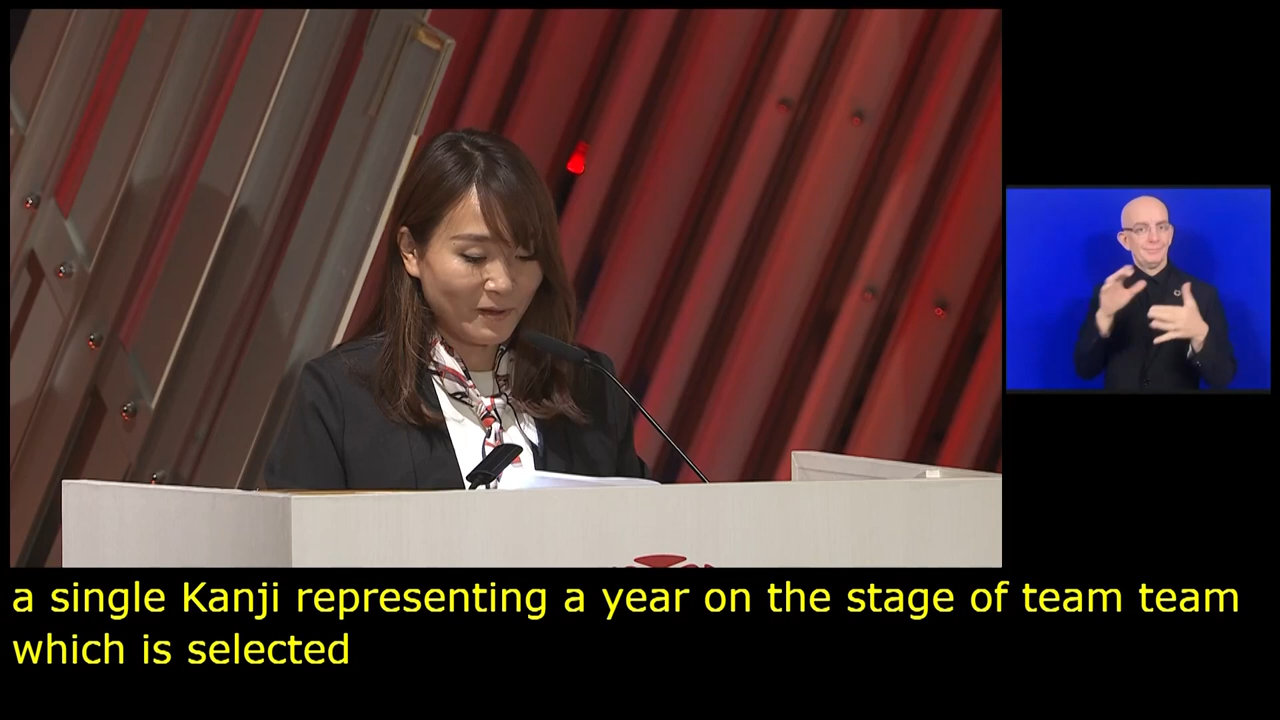 a single Kanji representing a year on the stage of team team
which is selected